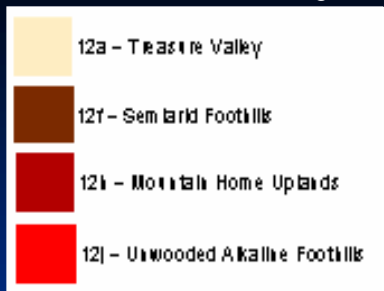 12a – Treasure Valley
12f – Semiarid Foothills
12h – Mountain Home Uplands
12j – Unwooded Alkaline Foothills